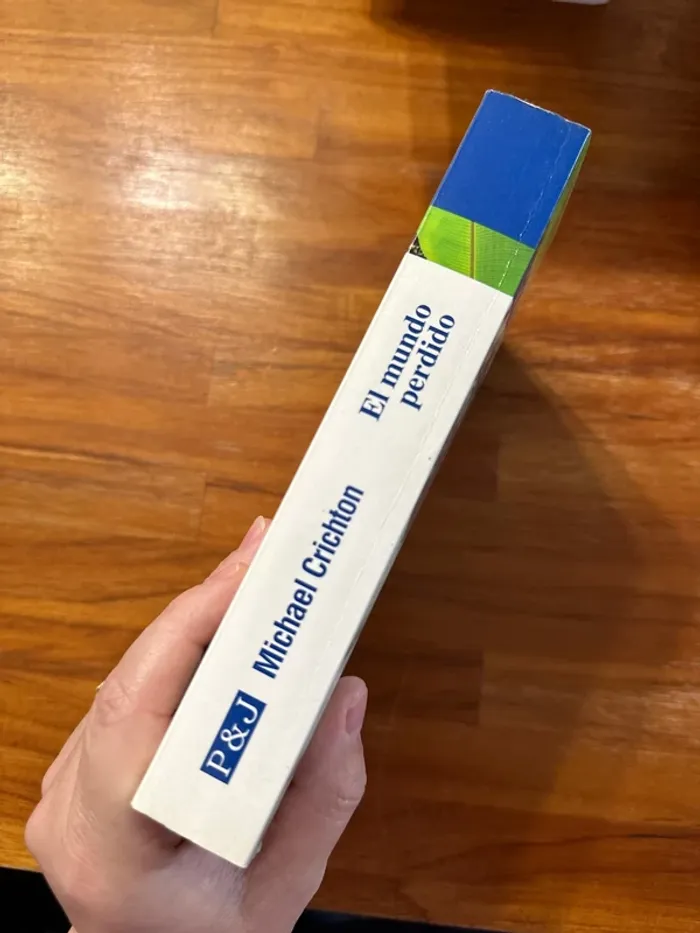 P&J
Michael Crichton
El mundo
perdido